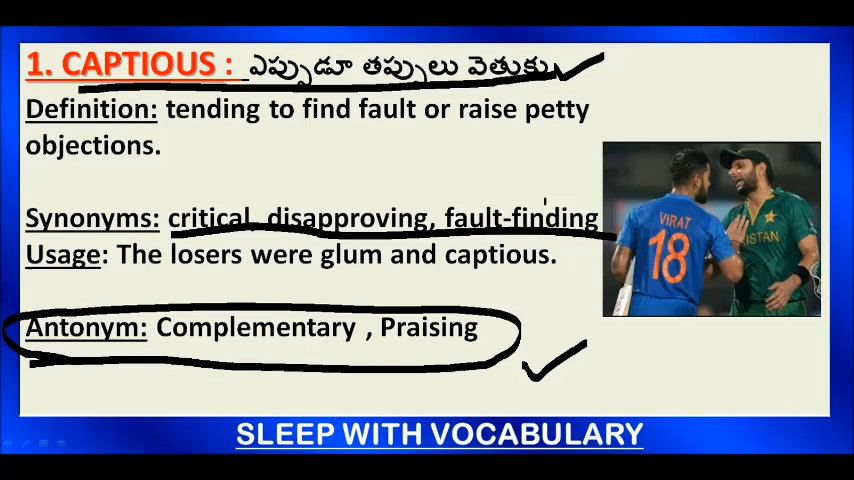 1. CAPTIOUS : ఎప్పుడూ తప్పులు వెతుకు
Definition: tending to find fault or raise petty
objections.
Synonyms: critical, disapproving, fault-finding
Usage: The losers were glum and captious.
Antonym: Complementary , Praising
VIRAT
18
SLEEP WITH VOCABULARY